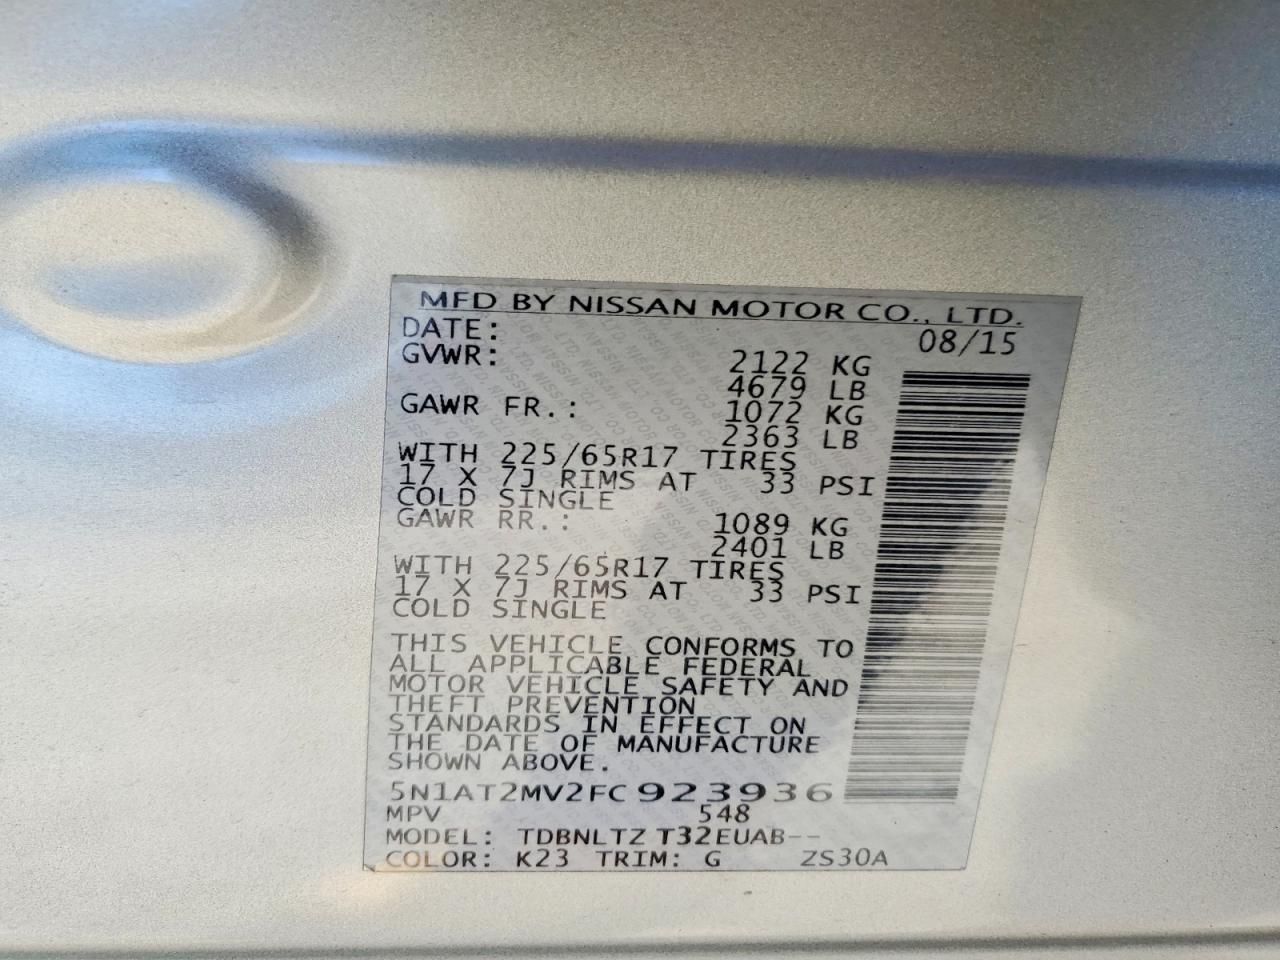 MFD BY NISSAN MOTOR CO., LTD.
DATE: 08/15
GVWR: 2122 KG
4679 LB
GAWR FR.: 1072 KG
2363 LB
WITH 225/65R17 TIRES
17 X 7J RIMS AT 33 PSI
COLD SINGLE
GAWR RR.: 1089 KG
2401 LB
WITH 225/65R17 TIRES
17 X 7J RIMS AT 33 PSI
COLD SINGLE
THIS VEHICLE CONFORMS TO
ALL APPLICABLE FEDERAL
MOTOR VEHICLE SAFETY AND
THEFT PREVENTION
STANDARDS IN EFFECT ON
THE DATE OF MANUFACTURE
SHOWN ABOVE.
5N1AT2MV2FC923936
MPV 548
MODEL: TDBNLTZ T32EUAB--
COLOR: K23 TRIM: G ZS30A